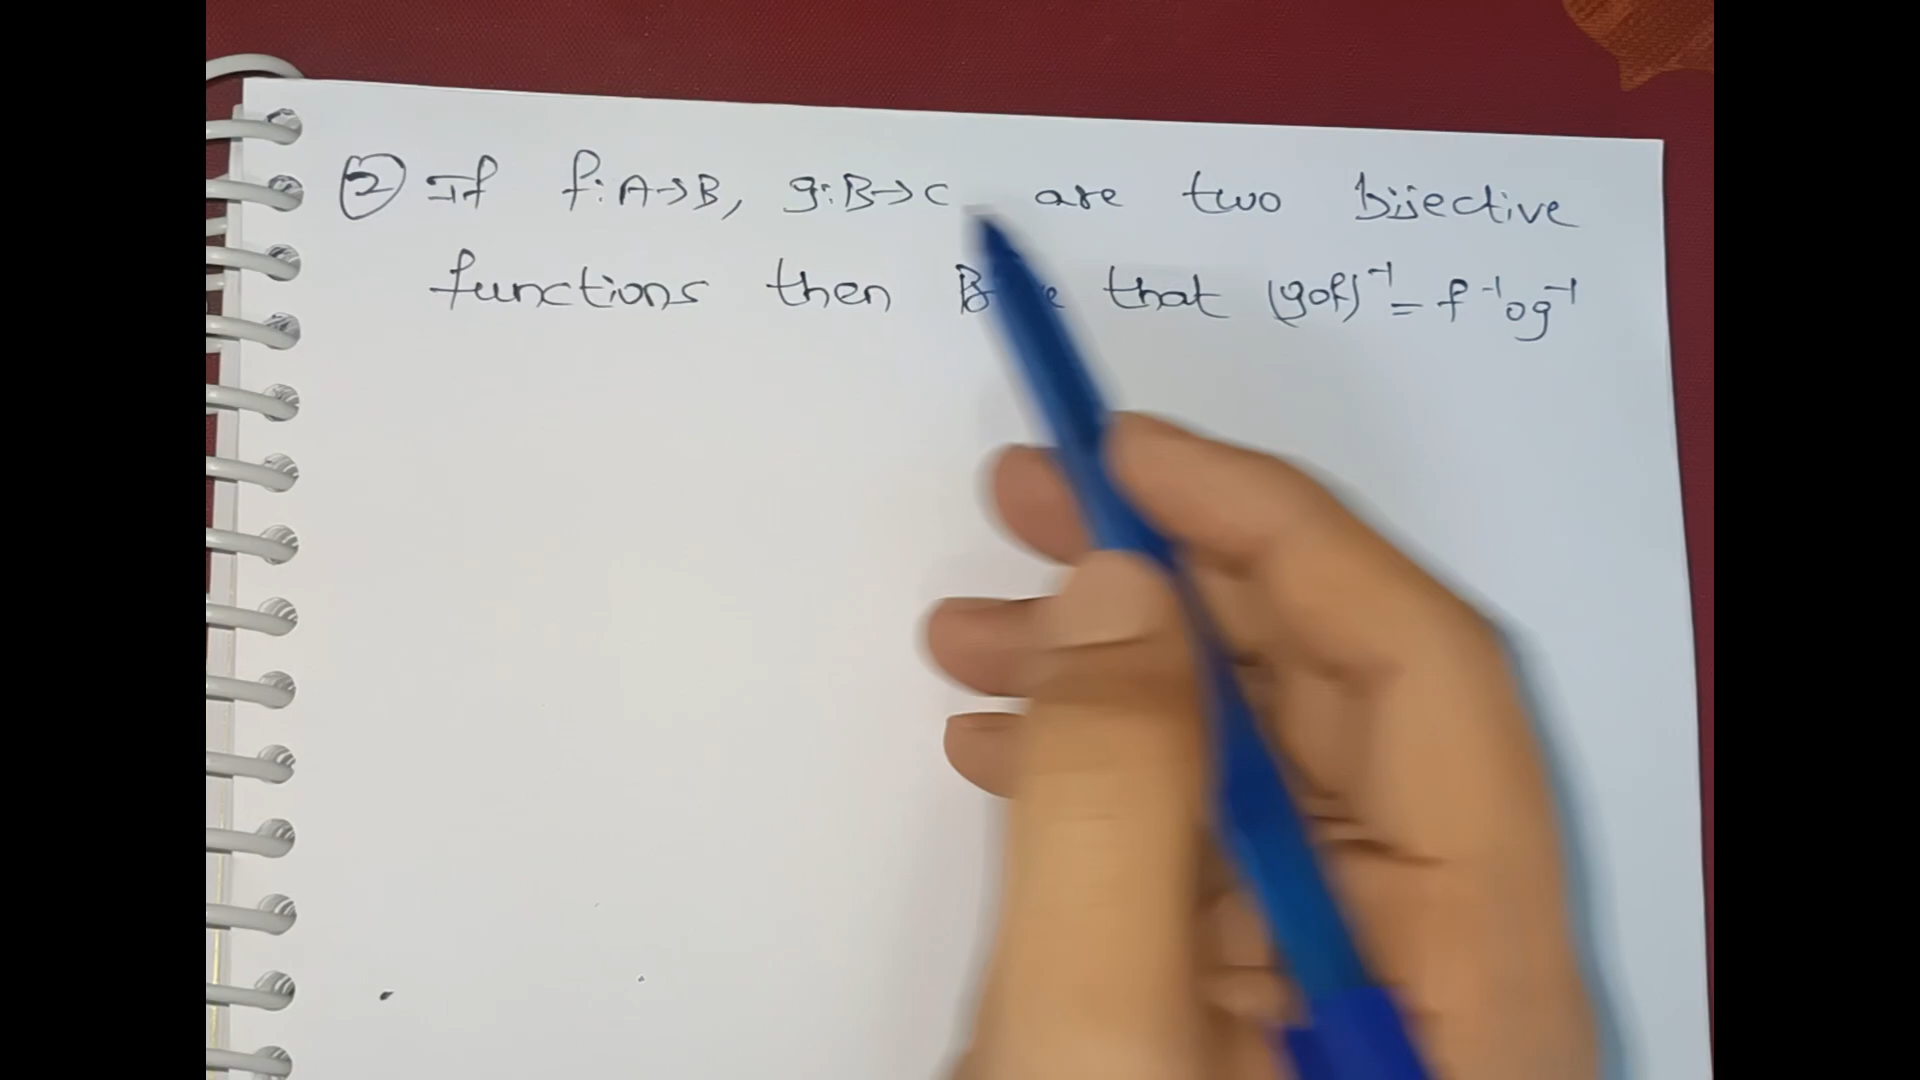 ② If f:A→B, g:B→C are two bijective
functions then that (gof)⁻¹ = f⁻¹og⁻¹